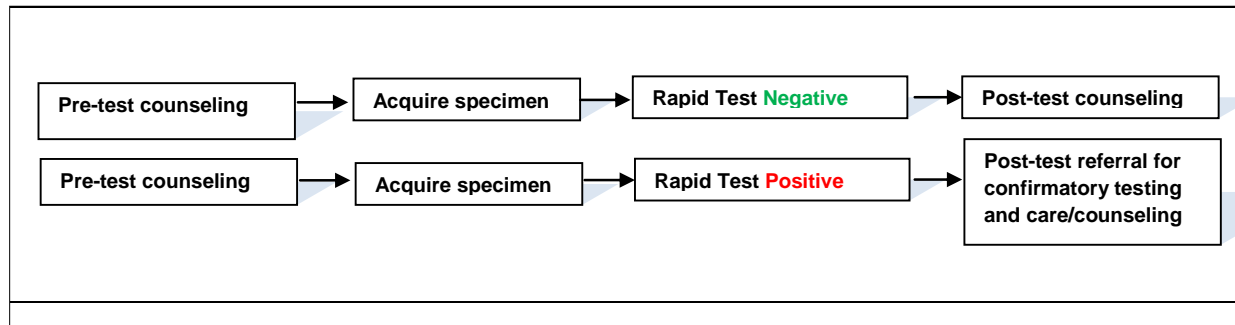 Pre-test counseling
Acquire specimen
Rapid Test Negative
Post-test counseling
Pre-test counseling
Acquire specimen
Rapid Test Positive
Post-test referral for
confirmatory testing
and care/counseling